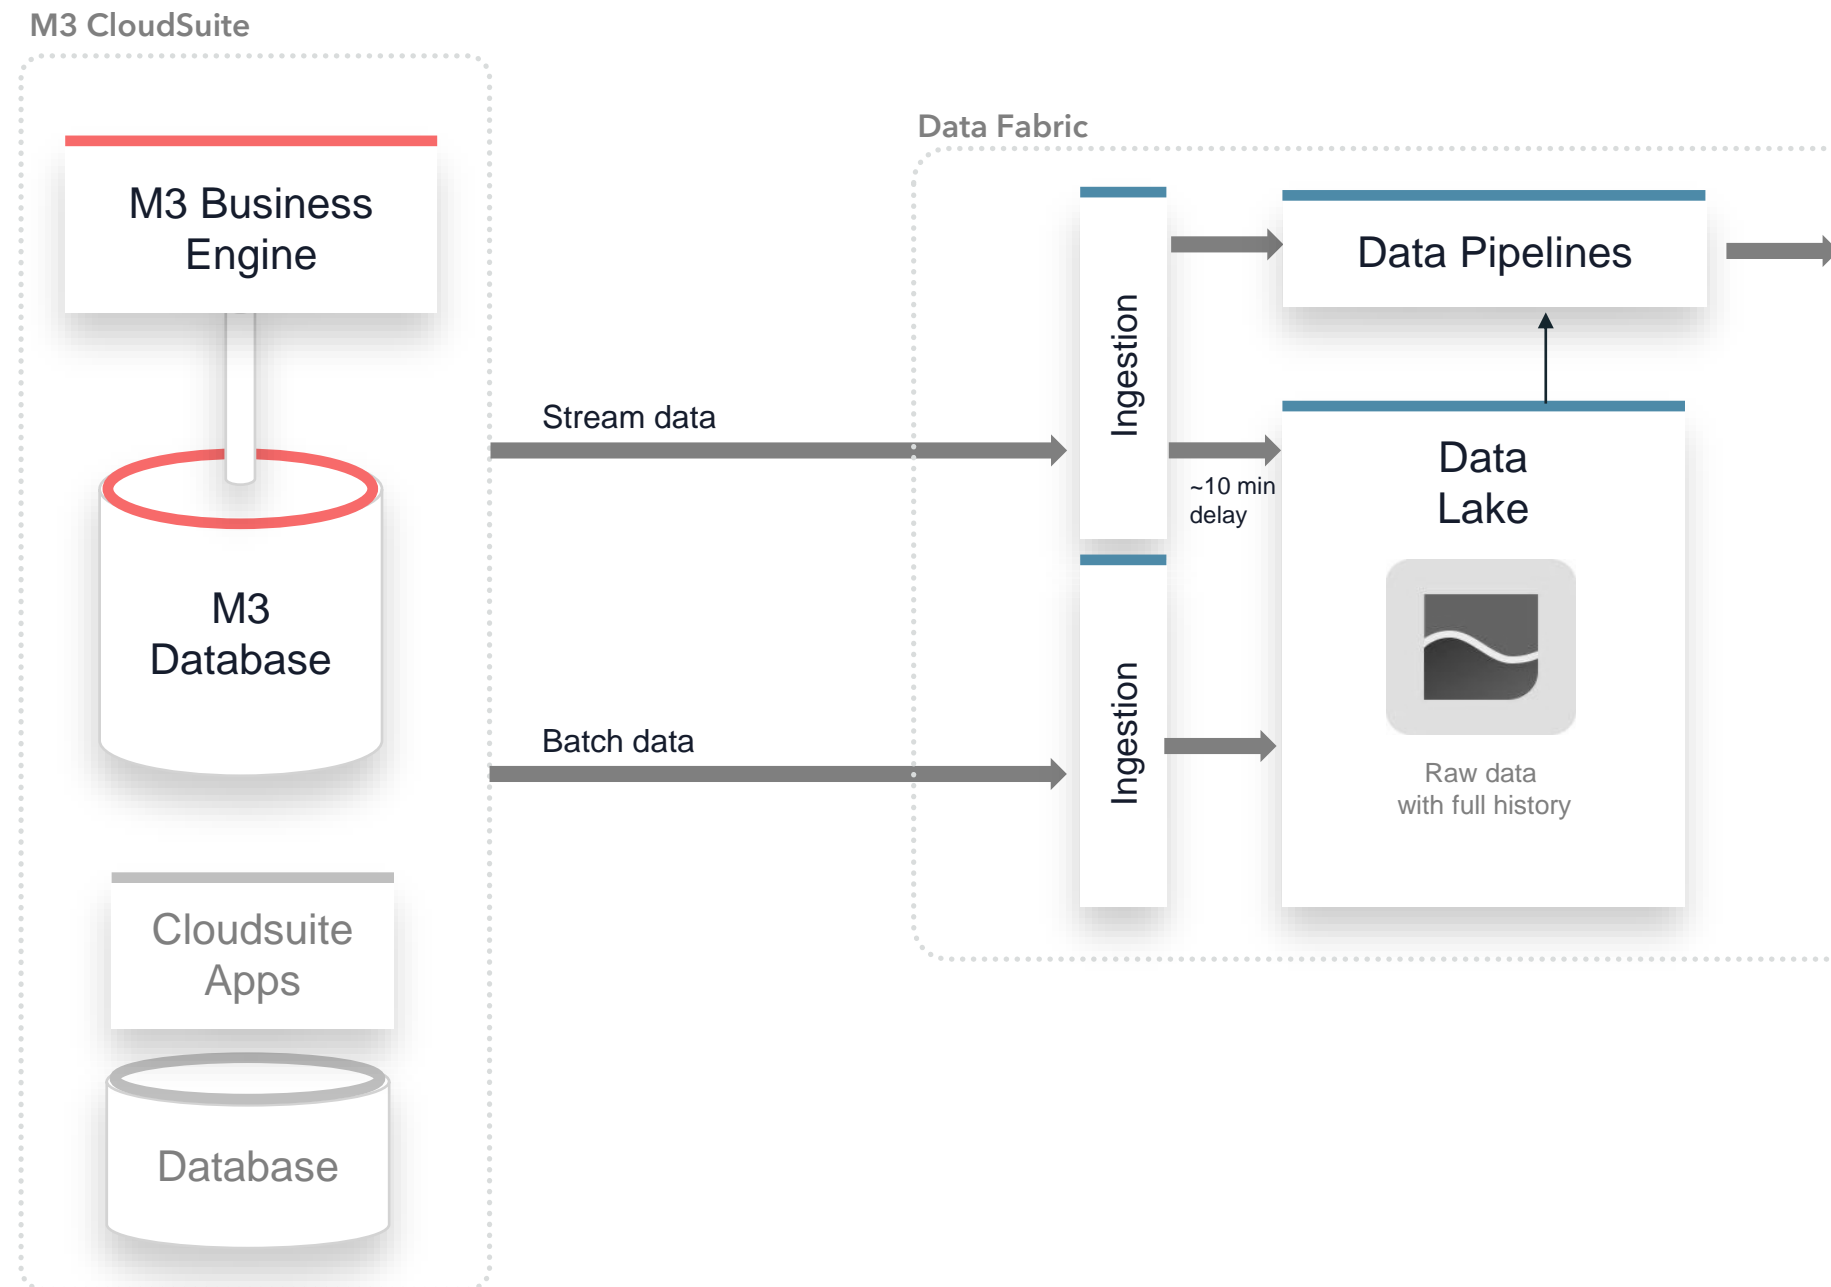 M3 CloudSuite
M3 Business
Engine
M3
Database
Cloudsuite
Apps
Database
Stream data
Batch data
Data Fabric
Ingestion
Ingestion
~10 min
delay
Data Pipelines
Data
Lake
Raw data
with full history